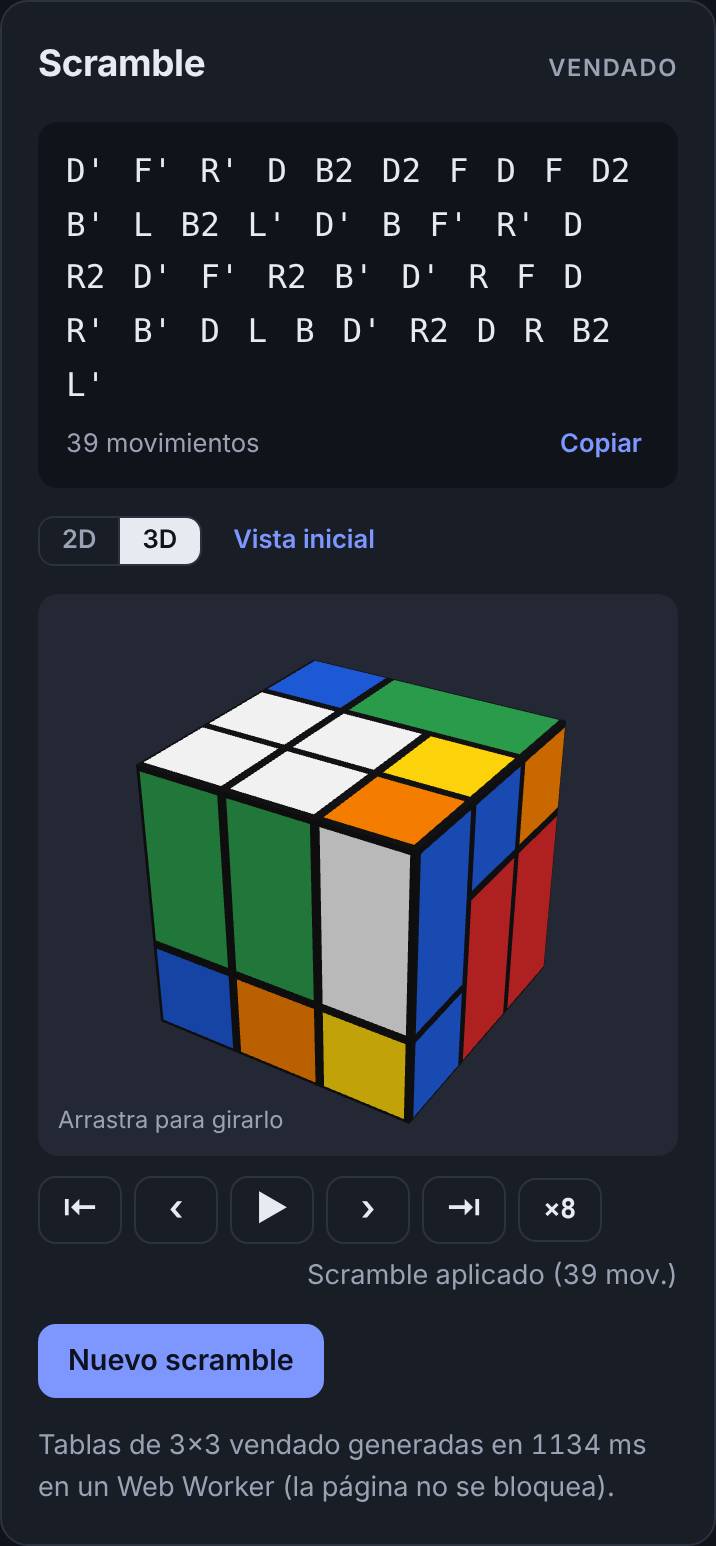 Scramble
VENDADO
D' F' R' D B2 D2 F D F D2
B' L B2 L' D' B F' R' D
R2 D' F' R2 B' D' R F D
R' B' D L B D' R2 D R B2
L'
39 movimientos
Copiar
2D 3D Vista inicial
Arrastra para girarlo
×8
Scramble aplicado (39 mov.)
Nuevo scramble
Tablas de 3×3 vendado generadas en 1134 ms
en un Web Worker (la página no se bloquea).